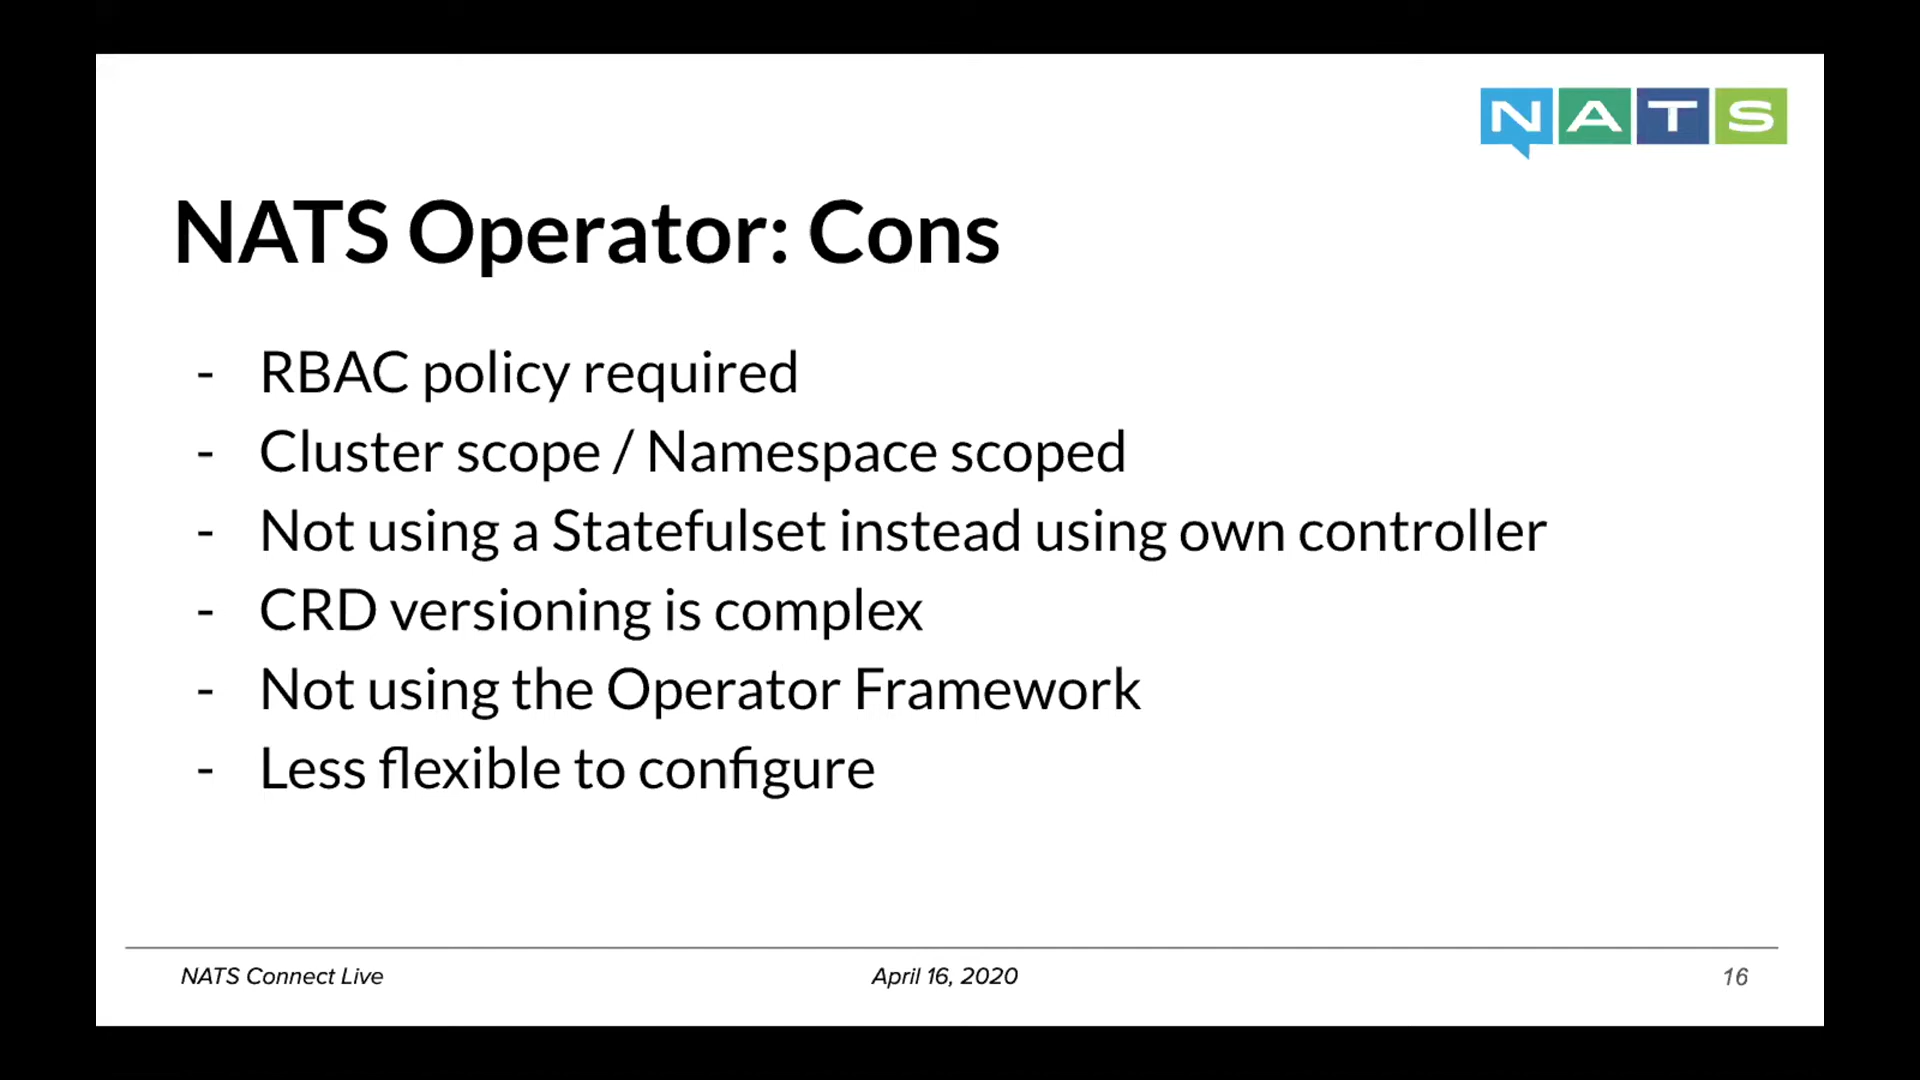 NATS
NATS Operator: Cons
- RBAC policy required
- Cluster scope / Namespace scoped
- Not using a Statefulset instead using own controller
- CRD versioning is complex
- Not using the Operator Framework
- Less flexible to configure
NATS Connect Live
April 16, 2020
16